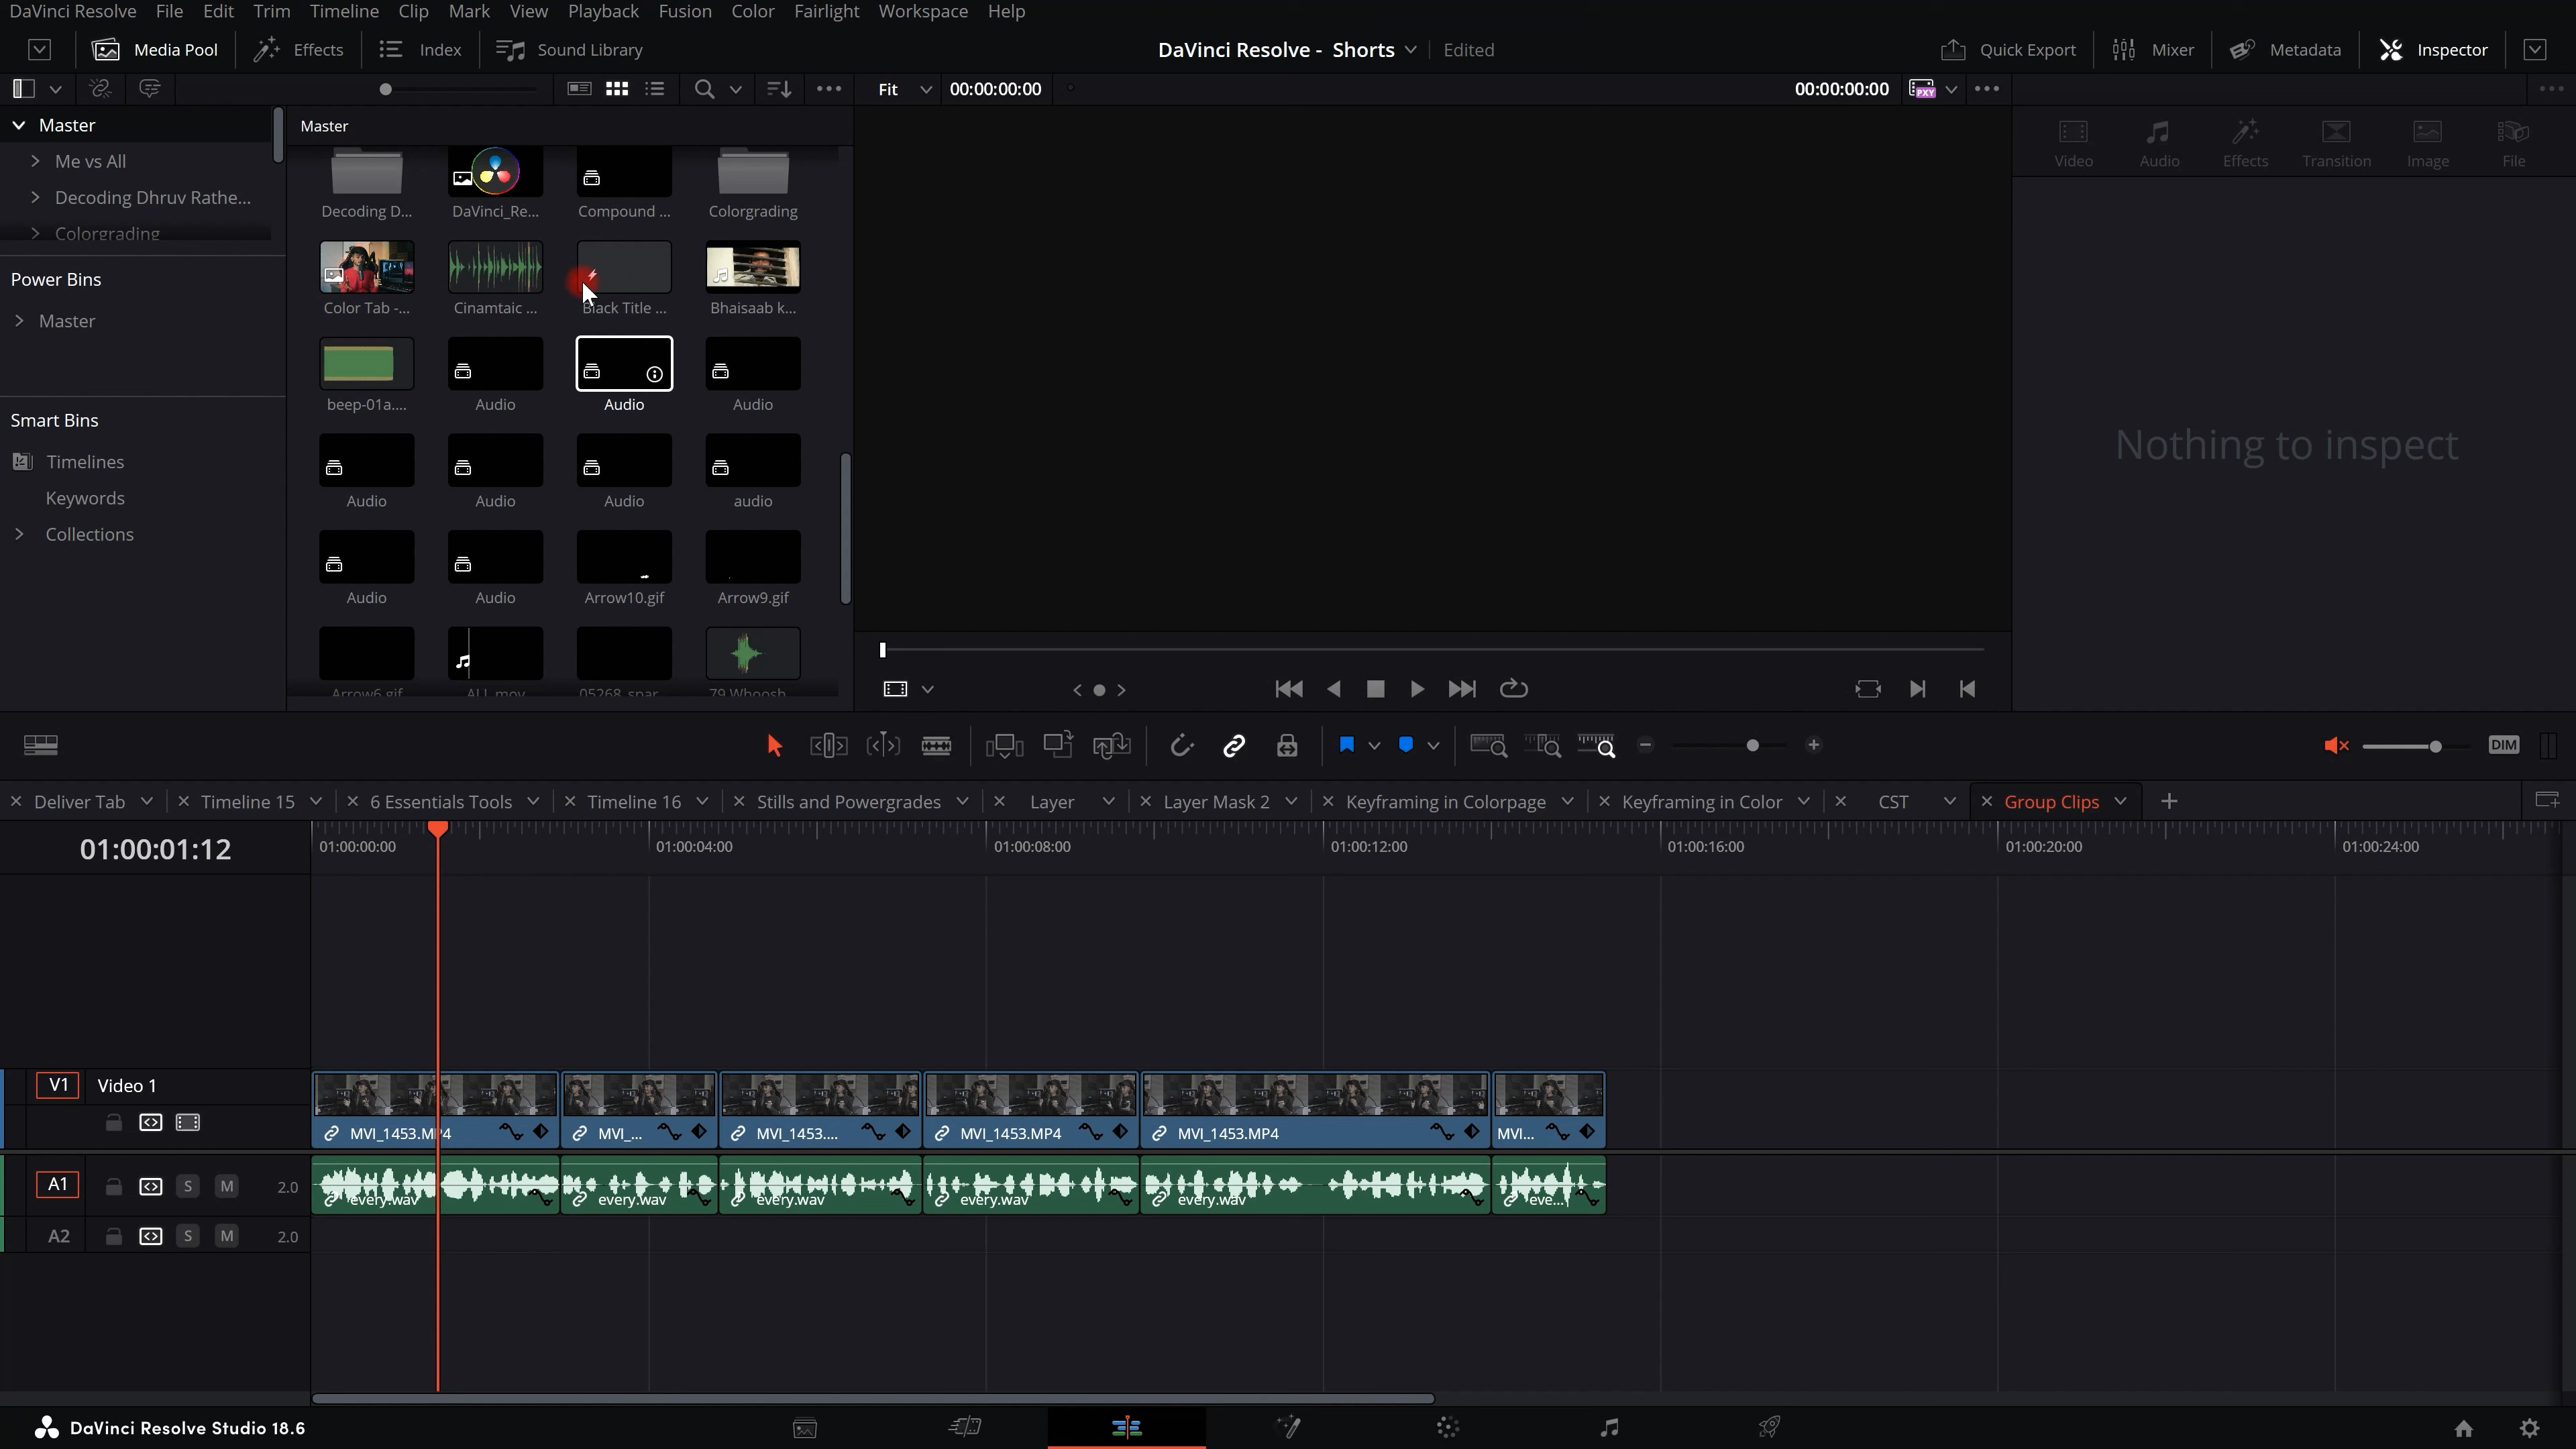 DaVinci Resolve File Edit Trim Timeline Clip Mark View Playback Fusion Color Fairlight Workspace Help
Media Pool Effects Index Sound Library DaVinci Resolve - Shorts Edited Quick Export Mixer Metadata Inspector
Fit 00:00:00:00 00:00:00:00 PXY
Master
Me vs All
Decoding Dhruv Rathe...
Colorgrading
Power Bins
Master
Smart Bins
Timelines
Keywords
Collections
Master
Decoding D... DaVinci_Re... Compound ... Colorgrading
Color Tab -... Cinamtaic ... Black Title ... Bhaisaab k...
beep-01a.... Audio Audio Audio
Audio Audio Audio audio
Audio Audio Arrow10.gif Arrow9.gif
Arrow6.gif ALL.mov 05268_spar... 79 Whoosh...
Video Audio Effects Transition Image File
Nothing to inspect
DIM
Deliver Tab Timeline 15 6 Essentials Tools Timeline 16 Stills and Powergrades Layer Layer Mask 2 Keyframing in Colorpage Keyframing in Color CST Group Clips
01:00:01:12 01:00:00:00 01:00:04:00 01:00:08:00 01:00:12:00 01:00:16:00 01:00:20:00 01:00:24:00
V1 Video 1
MVI_1453.MP4 MVI_... MVI_1453.... MVI_1453.MP4 MVI_1453.MP4 MVI...
A1 S M 2.0
every.wav every.wav every.wav every.wav every.wav eve...
A2 S M 2.0
DaVinci Resolve Studio 18.6